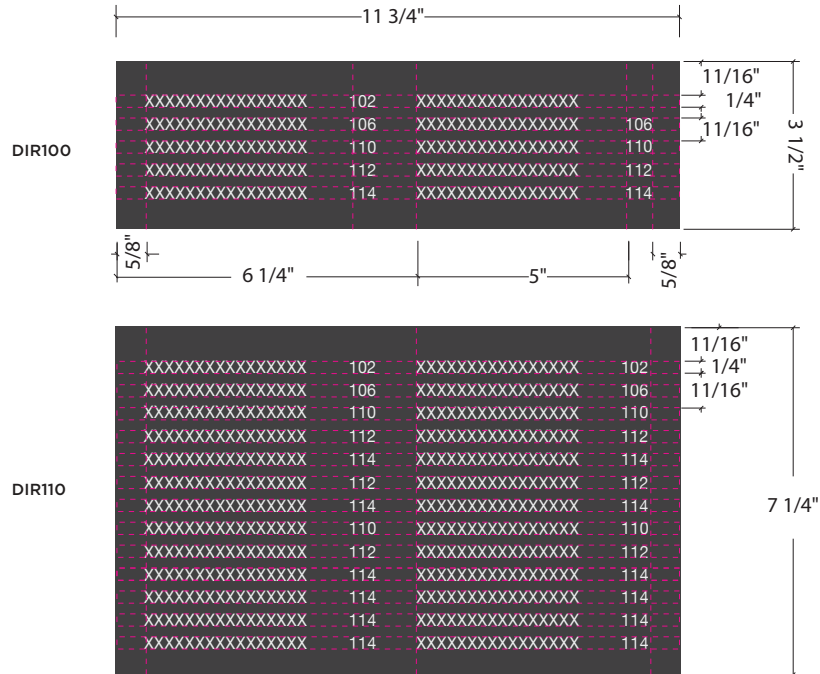 11 3/4"
DIR100
XXXXXXXXXXXXXXXX 102 XXXXXXXXXXXXXXXX
XXXXXXXXXXXXXXXX 106 XXXXXXXXXXXXXXXX 106
XXXXXXXXXXXXXXXX 110 XXXXXXXXXXXXXXXX 110
XXXXXXXXXXXXXXXX 112 XXXXXXXXXXXXXXXX 112
XXXXXXXXXXXXXXXX 114 XXXXXXXXXXXXXXXX 114
11/16"
1/4"
11/16"
3 1/2"
5/8"
6 1/4"
5"
5/8"
DIR110
XXXXXXXXXXXXXXXX 102 XXXXXXXXXXXXXXXX 102
XXXXXXXXXXXXXXXX 106 XXXXXXXXXXXXXXXX 106
XXXXXXXXXXXXXXXX 110 XXXXXXXXXXXXXXXX 110
XXXXXXXXXXXXXXXX 112 XXXXXXXXXXXXXXXX 112
XXXXXXXXXXXXXXXX 114 XXXXXXXXXXXXXXXX 114
XXXXXXXXXXXXXXXX 112 XXXXXXXXXXXXXXXX 112
XXXXXXXXXXXXXXXX 114 XXXXXXXXXXXXXXXX 114
XXXXXXXXXXXXXXXX 110 XXXXXXXXXXXXXXXX 110
XXXXXXXXXXXXXXXX 112 XXXXXXXXXXXXXXXX 112
XXXXXXXXXXXXXXXX 114 XXXXXXXXXXXXXXXX 114
XXXXXXXXXXXXXXXX 114 XXXXXXXXXXXXXXXX 114
XXXXXXXXXXXXXXXX 114 XXXXXXXXXXXXXXXX 114
XXXXXXXXXXXXXXXX 114 XXXXXXXXXXXXXXXX 114
11/16"
1/4"
11/16"
7 1/4"